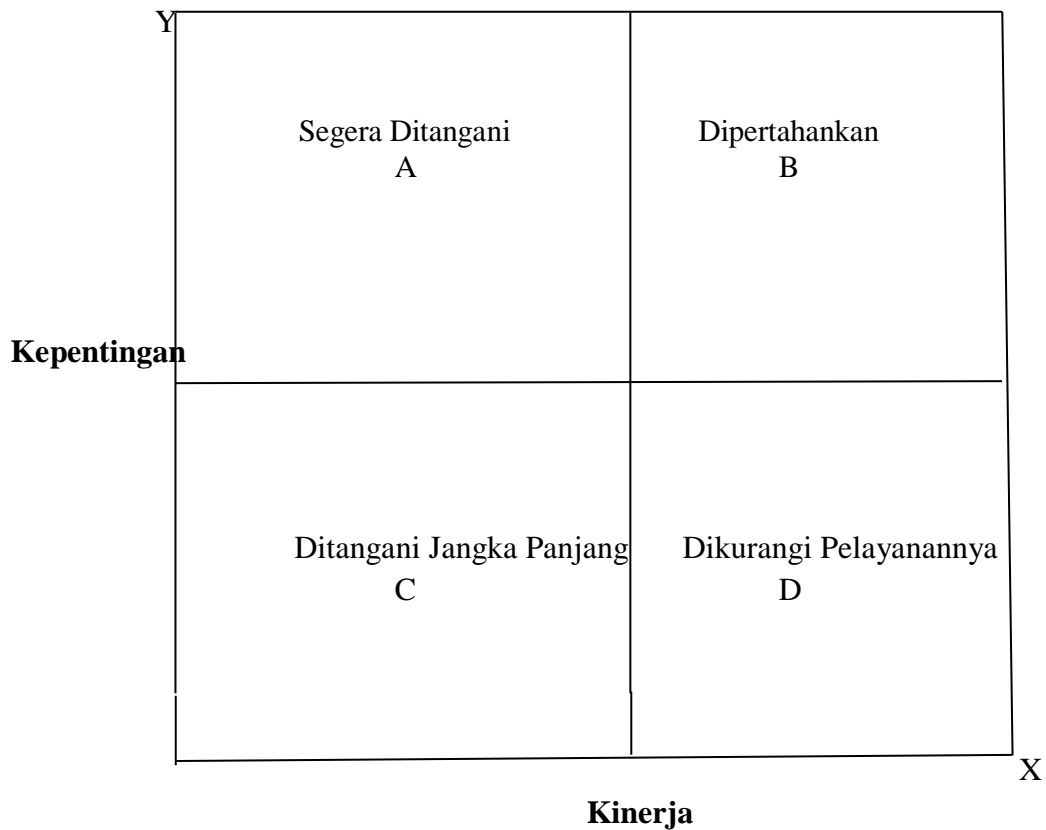 Y
Segera Ditangani
A
Dipertahankan
B
Kepentingan
Ditangani Jangka Panjang
C
Dikurangi Pelayanannya
D
X
Kinerja